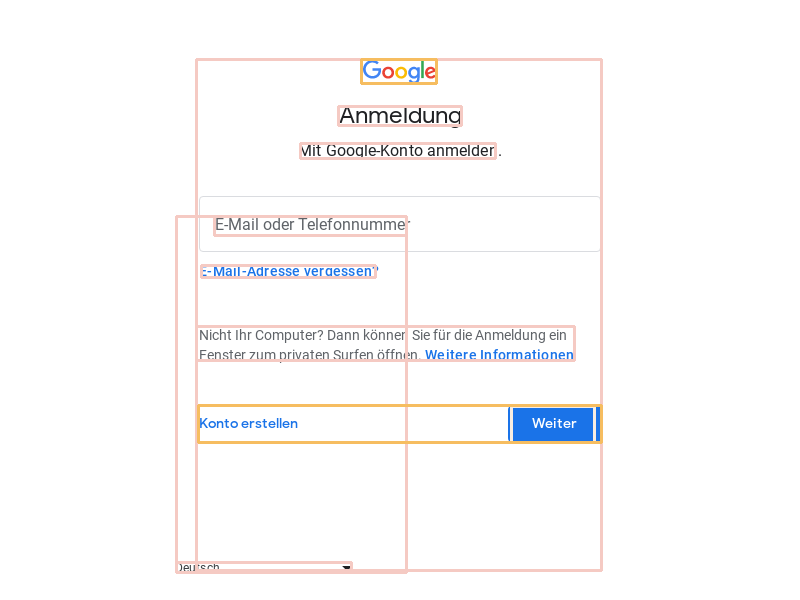 Google
Anmeldung
Mit Google-Konto anmelden.
E-Mail oder Telefonnummer
E-Mail-Adresse vergessen?
Nicht Ihr Computer? Dann können Sie für die Anmeldung ein
Fenster zum privaten Surfen öffnen. Weitere Informationen
Konto erstellen
Weiter
Deutsch